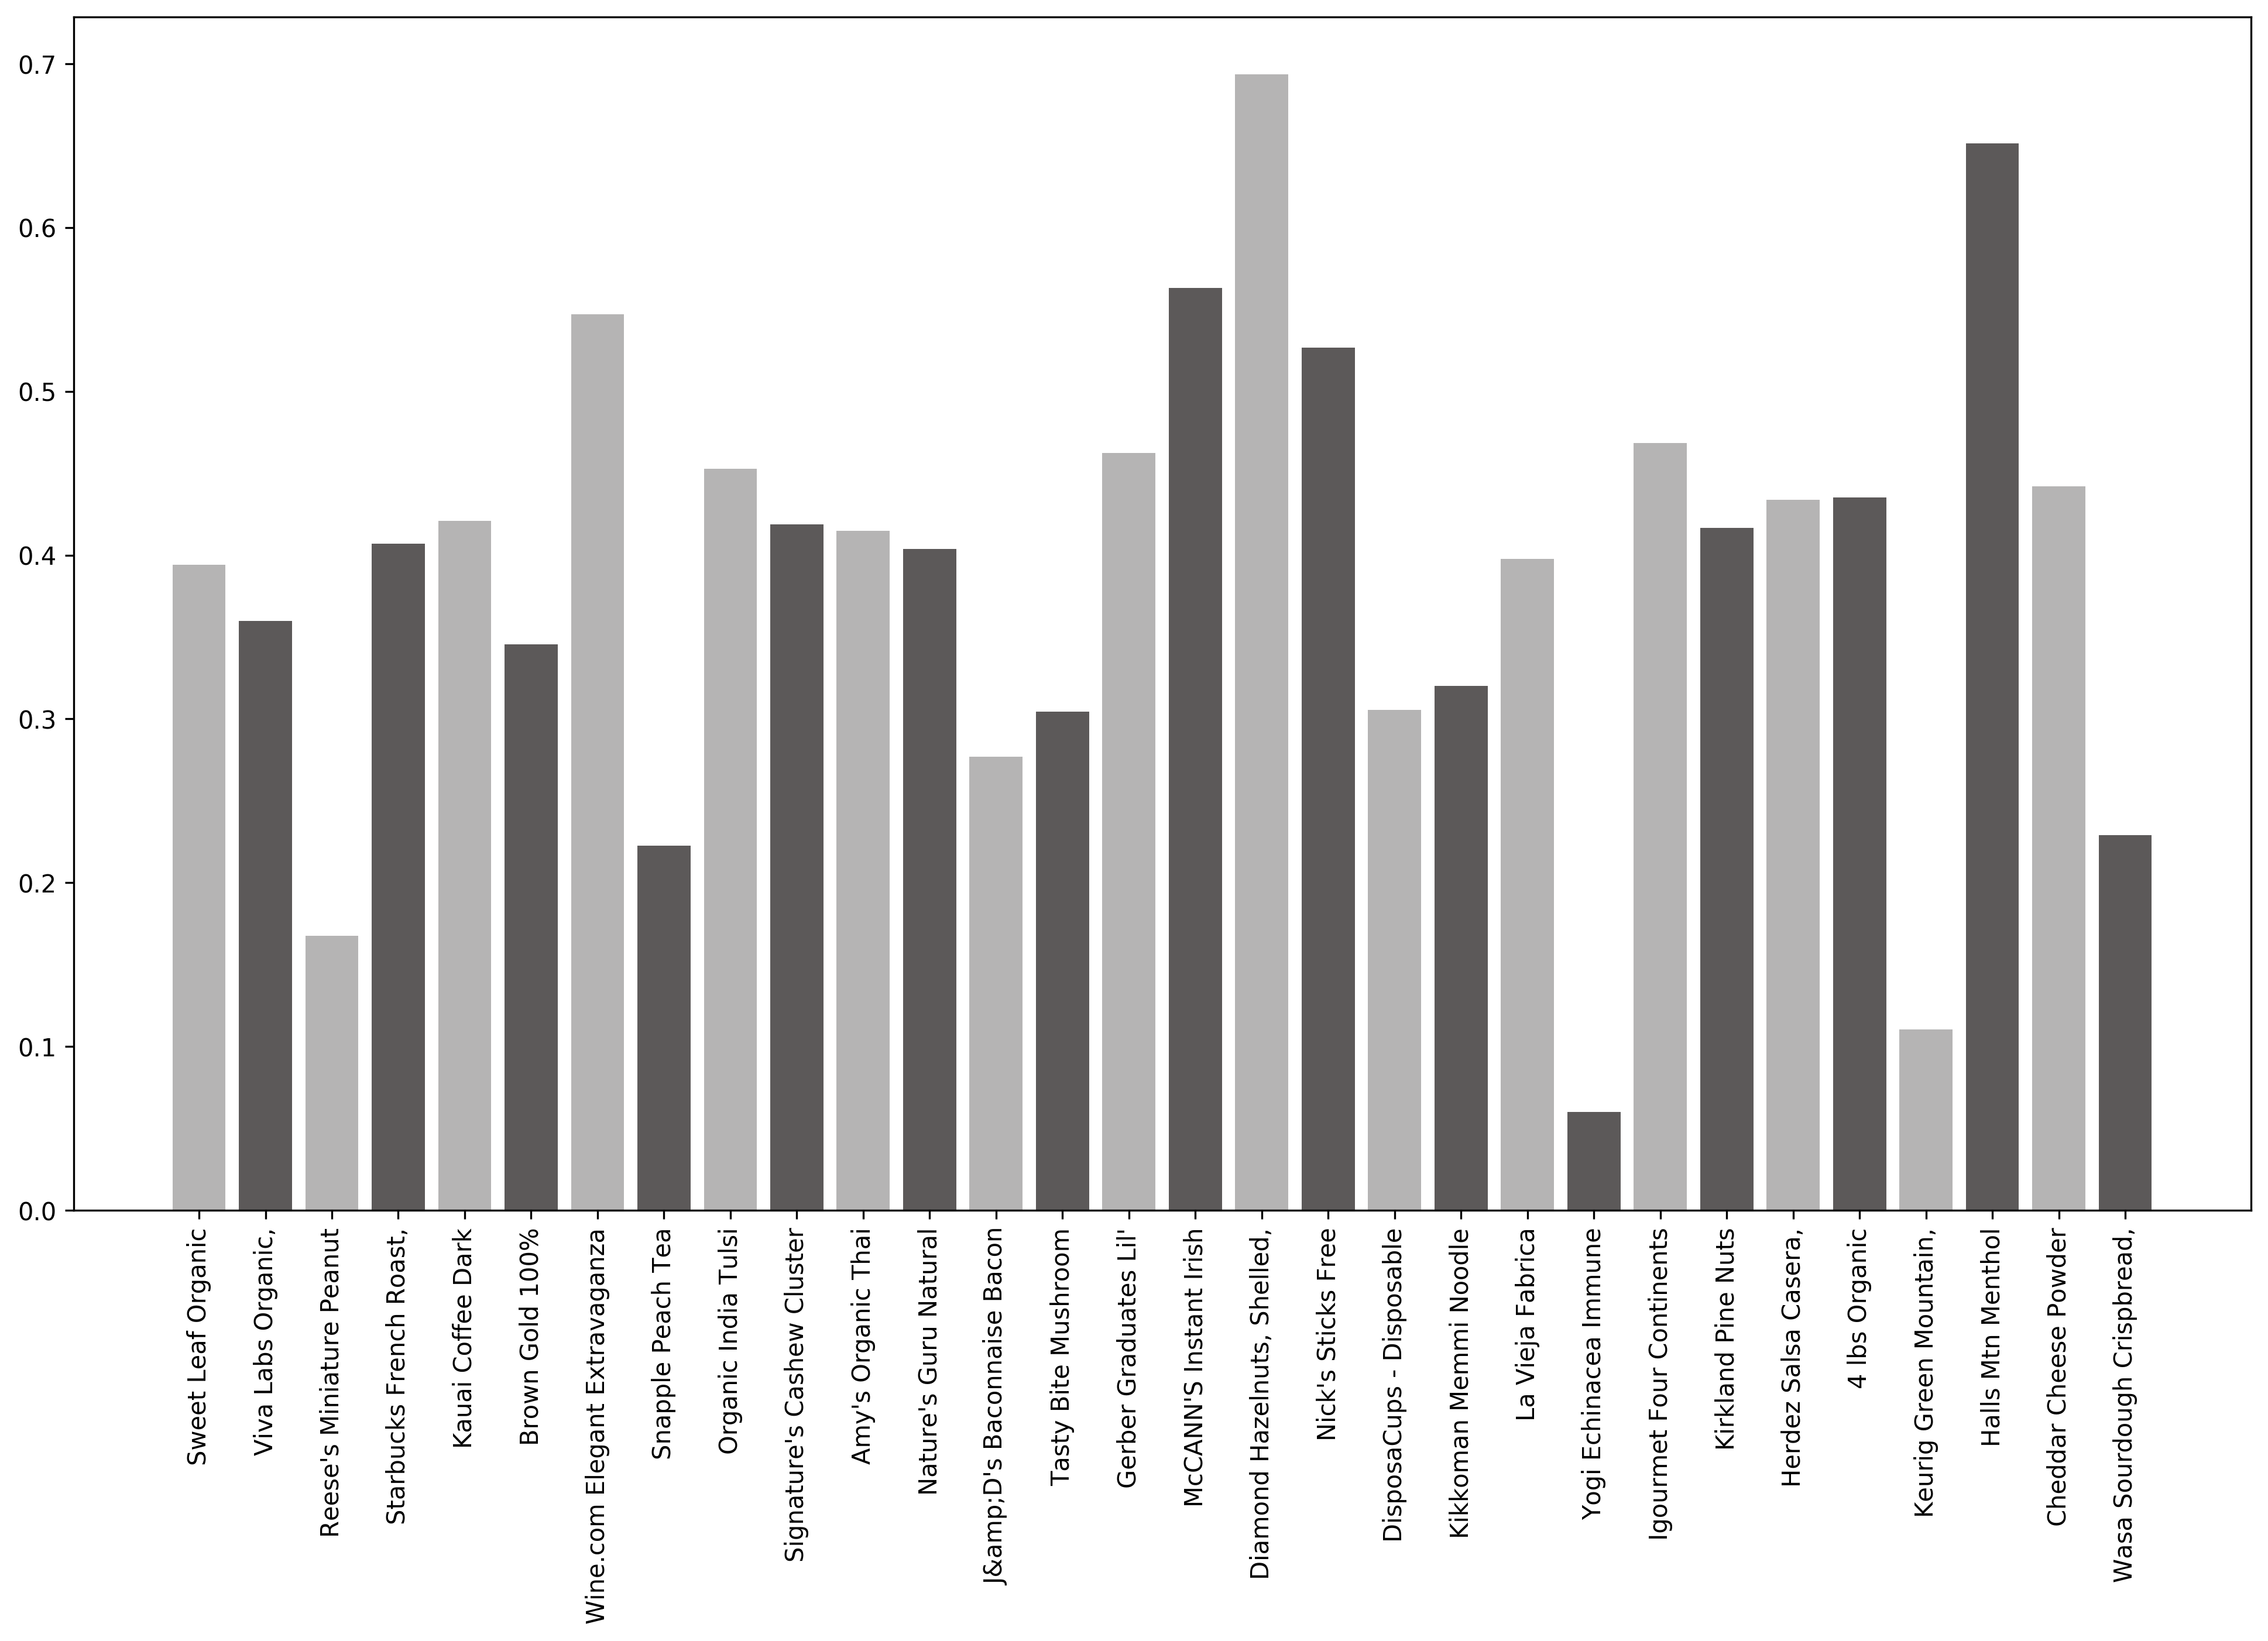 0.7
0.6
0.5
0.4
0.3
0.2
0.1
0.0
Sweet Leaf Organic
Viva Labs Organic,
Reese's Miniature Peanut
Starbucks French Roast,
Kauai Coffee Dark
Brown Gold 100%
Wine.com Elegant Extravaganza
Snapple Peach Tea
Organic India Tulsi
Signature's Cashew Cluster
Amy's Organic Thai
Nature's Guru Natural
J&amp;D's Baconnaise Bacon
Tasty Bite Mushroom
Gerber Graduates Lil'
McCANN'S Instant Irish
Diamond Hazelnuts, Shelled,
Nick's Sticks Free
DisposaCups - Disposable
Kikkoman Memmi Noodle
La Vieja Fabrica
Yogi Echinacea Immune
Igourmet Four Continents
Kirkland Pine Nuts
Herdez Salsa Casera,
4 lbs Organic
Keurig Green Mountain,
Halls Mtn Menthol
Cheddar Cheese Powder
Wasa Sourdough Crispbread,